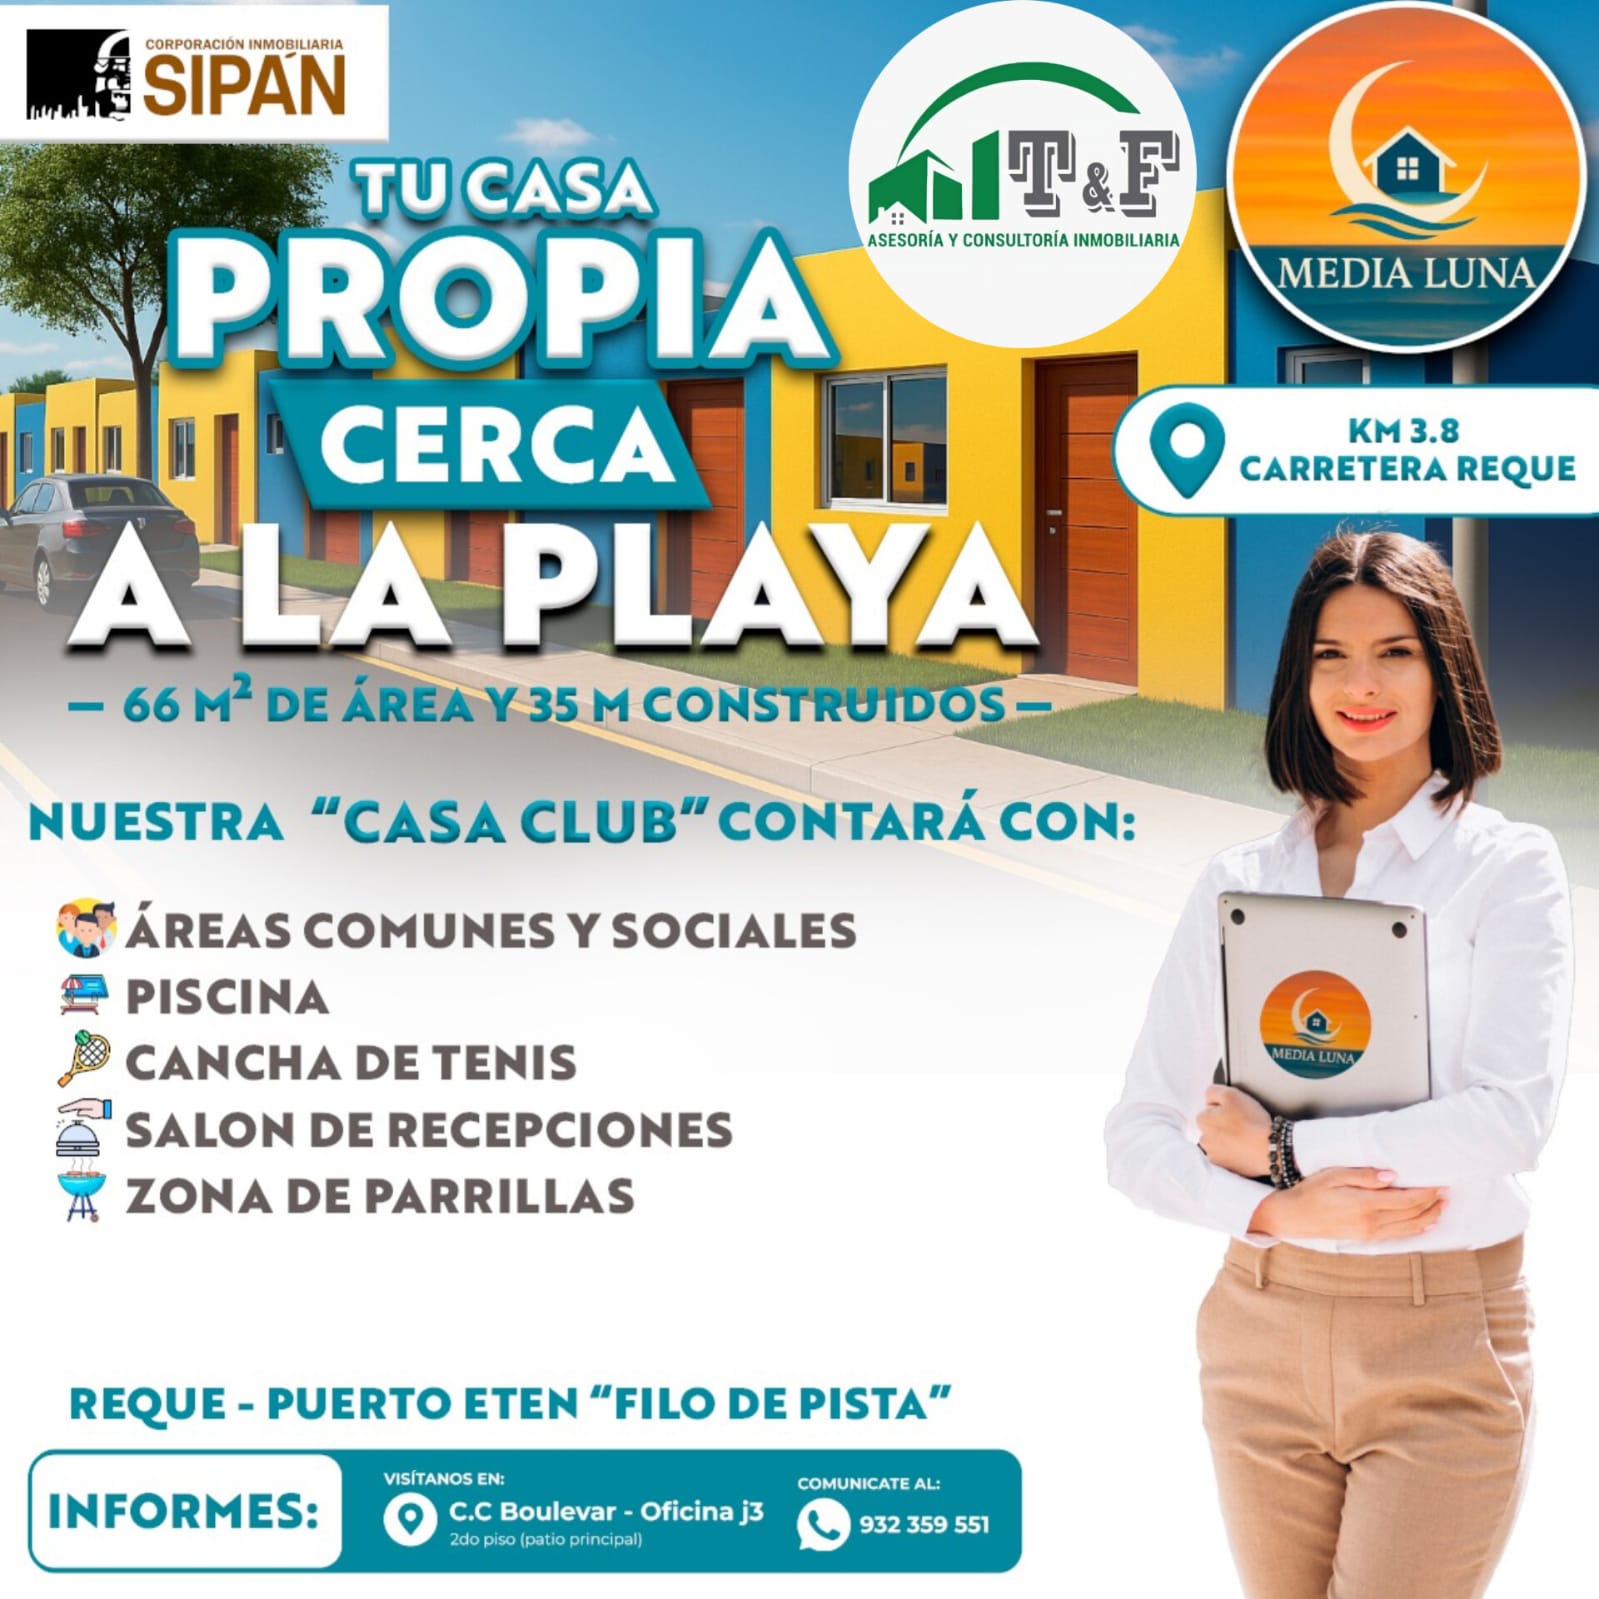 CORPORACIÓN INMOBILIARIA
SIPÁN
T&F
ASESORÍA Y CONSULTORÍA INMOBILIARIA
MEDIA LUNA
TU CASA
PROPIA
CERCA
A LA PLAYA
KM 3.8
CARRETERA REQUE
— 66 M² DE ÁREA Y 35 M CONSTRUIDOS —
NUESTRA "CASA CLUB" CONTARÁ CON:
ÁREAS COMUNES Y SOCIALES
PISCINA
CANCHA DE TENIS
SALON DE RECEPCIONES
ZONA DE PARRILLAS
MEDIA LUNA
REQUE - PUERTO ETEN "FILO DE PISTA"
INFORMES:
VISÍTANOS EN:
C.C Boulevar - Oficina j3
2do piso (patio principal)
COMUNICATE AL:
932 359 551